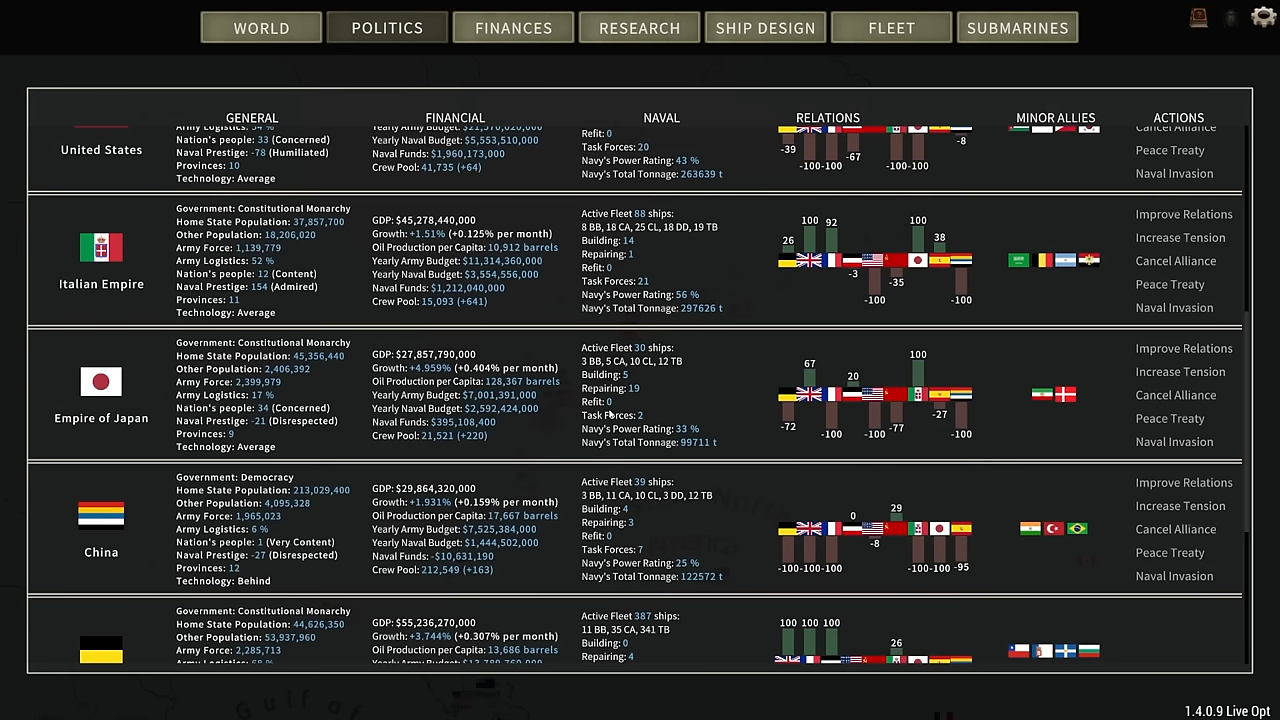 WORLD
POLITICS
FINANCES
RESEARCH
SHIP DESIGN
FLEET
SUBMARINES
GENERAL
FINANCIAL
NAVAL
RELATIONS
MINOR ALLIES
ACTIONS
United States
Nation's people: 33 (Concerned)
Naval Prestige: -78 (Humiliated)
Provinces: 10
Technology: Average
Yearly Naval Budget: $5,553,510,000
Naval Funds: $1,960,173,000
Crew Pool: 41,735 (+64)
Refit: 0
Task Forces: 20
Navy's Power Rating: 43 %
Navy's Total Tonnage: 263639 t
-39
-100-100
-67
-100-100
-8
Cancel Alliance
Peace Treaty
Naval Invasion
Italian Empire
Government: Constitutional Monarchy
Home State Population: 37,857,700
Other Population: 18,206,020
Army Force: 1,139,779
Army Logistics: 52 %
Nation's people: 12 (Content)
Naval Prestige: 154 (Admired)
Provinces: 11
Technology: Average
GDP: $45,278,440,000
Growth: +1.51% (+0.125% per month)
Oil Production per Capita: 10,912 barrels
Yearly Army Budget: $11,314,360,000
Yearly Naval Budget: $3,554,556,000
Naval Funds: $1,212,040,000
Crew Pool: 15,093 (+641)
Active Fleet 88 ships:
8 BB, 18 CA, 25 CL, 18 DD, 19 TB
Building: 14
Repairing: 1
Refit: 0
Task Forces: 21
Navy's Power Rating: 56 %
Navy's Total Tonnage: 297626 t
26
100
92
-3
-100
-35
100
38
-100
Improve Relations
Increase Tension
Cancel Alliance
Peace Treaty
Naval Invasion
Empire of Japan
Government: Constitutional Monarchy
Home State Population: 45,356,440
Other Population: 2,406,392
Army Force: 2,399,979
Army Logistics: 17 %
Nation's people: 34 (Concerned)
Naval Prestige: -21 (Disrespected)
Provinces: 9
Technology: Average
GDP: $27,857,790,000
Growth: +4.959% (+0.404% per month)
Oil Production per Capita: 128,367 barrels
Yearly Army Budget: $7,001,391,000
Yearly Naval Budget: $2,592,424,000
Naval Funds: $395,108,400
Crew Pool: 21,521 (+220)
Active Fleet 30 ships:
3 BB, 5 CA, 10 CL, 12 TB
Building: 5
Repairing: 19
Refit: 0
Task Forces: 2
Navy's Power Rating: 33 %
Navy's Total Tonnage: 99711 t
-72
67
-100
20
-100
-77
100
-27
-100
Improve Relations
Increase Tension
Cancel Alliance
Peace Treaty
Naval Invasion
China
Government: Democracy
Home State Population: 213,029,400
Other Population: 4,095,328
Army Force: 1,965,023
Army Logistics: 6 %
Nation's people: 1 (Very Content)
Naval Prestige: -27 (Disrespected)
Provinces: 12
Technology: Behind
GDP: $29,864,320,000
Growth: +1.931% (+0.159% per month)
Oil Production per Capita: 17,667 barrels
Yearly Army Budget: $7,525,384,000
Yearly Naval Budget: $1,444,502,000
Naval Funds: -$10,631,190
Crew Pool: 212,549 (+163)
Active Fleet 39 ships:
3 BB, 11 CA, 10 CL, 3 DD, 12 TB
Building: 4
Repairing: 3
Refit: 0
Task Forces: 7
Navy's Power Rating: 25 %
Navy's Total Tonnage: 122572 t
-100-100-100
0
-8
29
-100-100 -95
Improve Relations
Increase Tension
Cancel Alliance
Peace Treaty
Naval Invasion
Government: Constitutional Monarchy
Home State Population: 44,626,350
Other Population: 53,937,960
Army Force: 2,285,713
GDP: $55,236,270,000
Growth: +3.744% (+0.307% per month)
Oil Production per Capita: 13,686 barrels
Active Fleet 387 ships:
11 BB, 35 CA, 341 TB
Building: 0
Repairing: 4
100 100 100
26
Improve Relations
Increase Tension
Gulf of
1.4.0.9 Live Opt